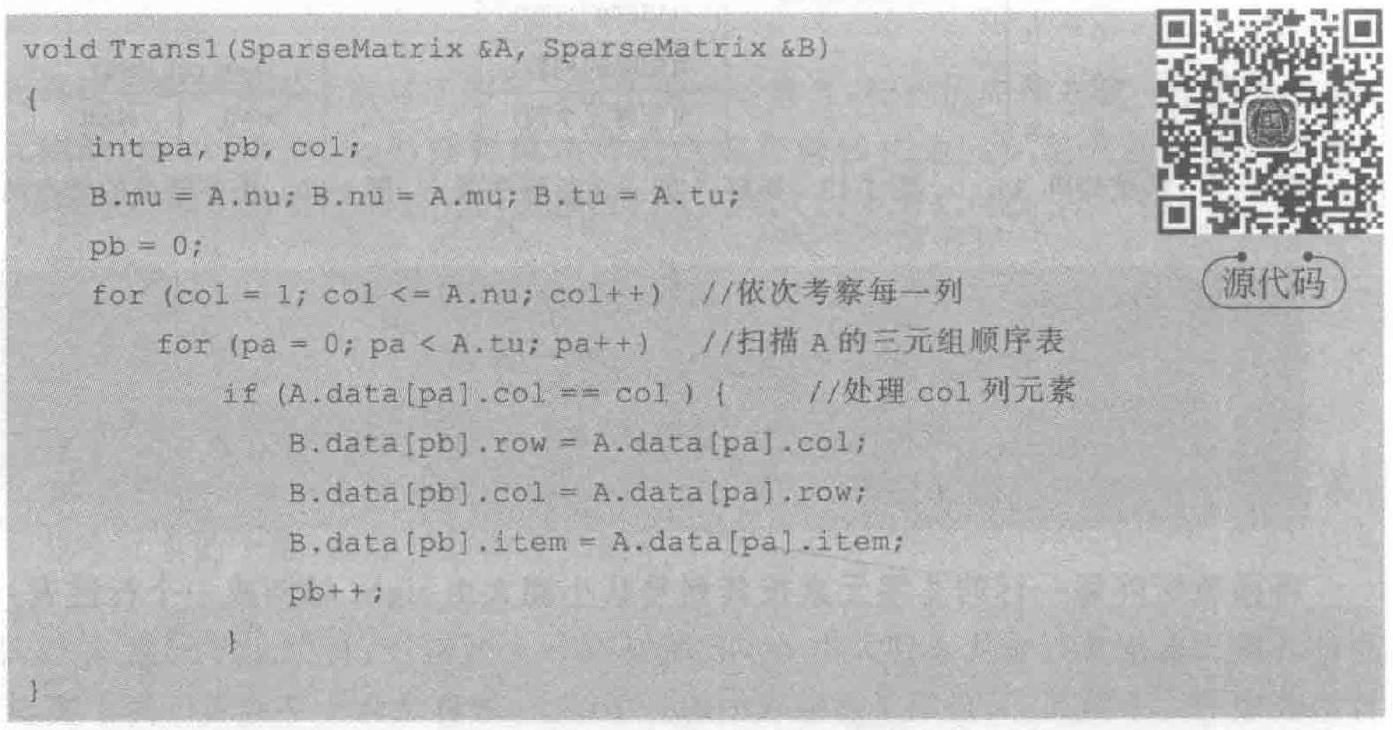 void Trans1(SparseMatrix &A, SparseMatrix &B)
{
int pa, pb, col;
B.mu = A.nu; B.nu = A.mu; B.tu = A.tu;
pb = 0;
for (col = 1; col <= A.nu; col++) //依次考察每一列
for (pa = 0; pa < A.tu; pa++) //扫描 A 的三元组顺序表
if (A.data[pa].col == col ) { //处理 col 列元素
B.data[pb].row = A.data[pa].col;
B.data[pb].col = A.data[pa].row;
B.data[pb].item = A.data[pa].item;
pb++;
}
}
源代码